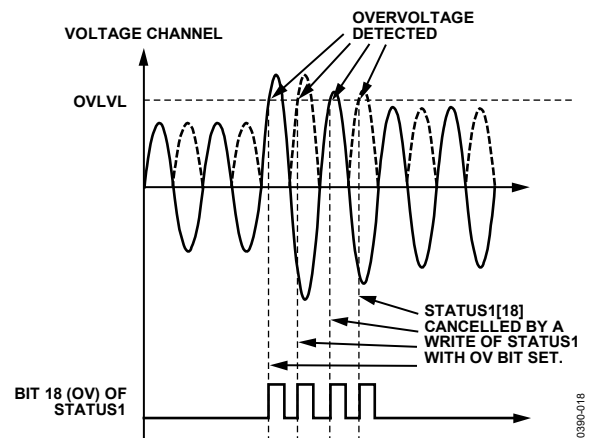 OVERVOLTAGE
DETECTED
VOLTAGE CHANNEL
OVLVL
STATUS1[18]
CANCELLED BY A
WRITE OF STATUS1
WITH OV BIT SET.
BIT 18 (OV) OF
STATUS1
0390-018